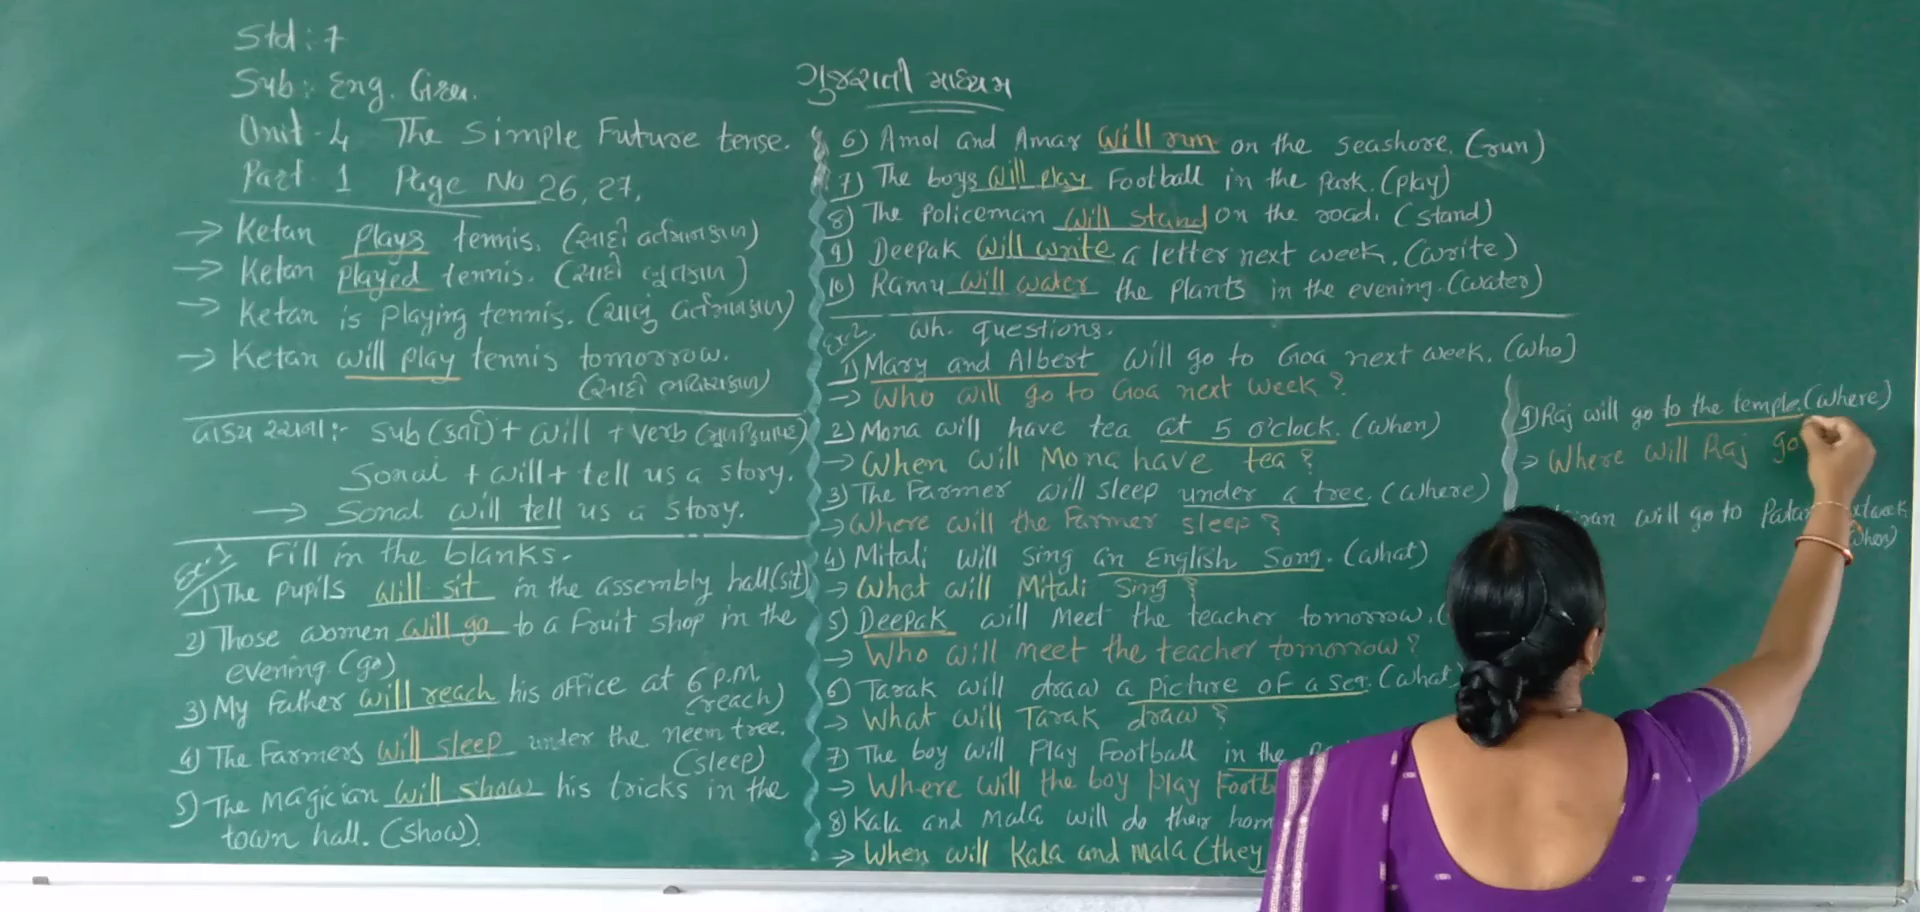 Std : 7
Sub : Eng. Gra.
Unit - 4 The Simple Future tense.
Part - 1 Page No 26, 27,
→ Ketan plays tennis. (સાદો વર્તમાનકાળ)
→ Ketan played tennis. (સાદો ભૂતકાળ)
→ Ketan is playing tennis. (ચાલુ વર્તમાનકાળ)
→ Ketan will play tennis tomorrow.
(સાદો ભવિષ્યકાળ)
વાક્ય રચના:- Sub (કર્તા) + will + verb
Sonal + will + tell us a story.
→ Sonal will tell us a story.
Ex-1 Fill in the blanks.
1) The pupils will sit in the assembly hall (sit)
2) Those women will go to a fruit shop in the
evening. (go)
3) My Father will reach his office at 6 p.m.
(reach)
4) The Farmers will sleep under the neem tree.
(sleep)
5) The magician will show his tricks in the
town hall. (show).
ગુજરાતી માધ્યમ
6) Amol and Amar will run on the seashore. (run)
7) The boys will play Football in the Park. (play)
8) The Policeman will stand on the road. (stand)
9) Deepak will write a letter next week. (write)
10) Ramu will water the Plants in the evening. (water)
Ex-2 Wh. questions.
1) Mary and Albert will go to Goa next week. (who)
→ Who will go to Goa next week?
2) Mona will have tea at 5 o'clock. (when)
→ When will Mona have tea?
3) The Farmer will sleep under a tree. (where)
→ Where will the Farmer sleep?
4) Mitali will sing an English Song. (what)
→ What will Mitali Sing?
5) Deepak will meet the teacher tomorrow. (
→ Who will meet the teacher tomorrow?
6) Tarak will draw a picture of a sea. (what
→ What will Tarak draw?
7) The boy will Play Football in the
→ Where will the boy play
8) Kala and Mala will do their
→ When will Kala and Mala (they
9) Raj will go to the temple. (where)
→ Where will Raj go
will go to
(when)